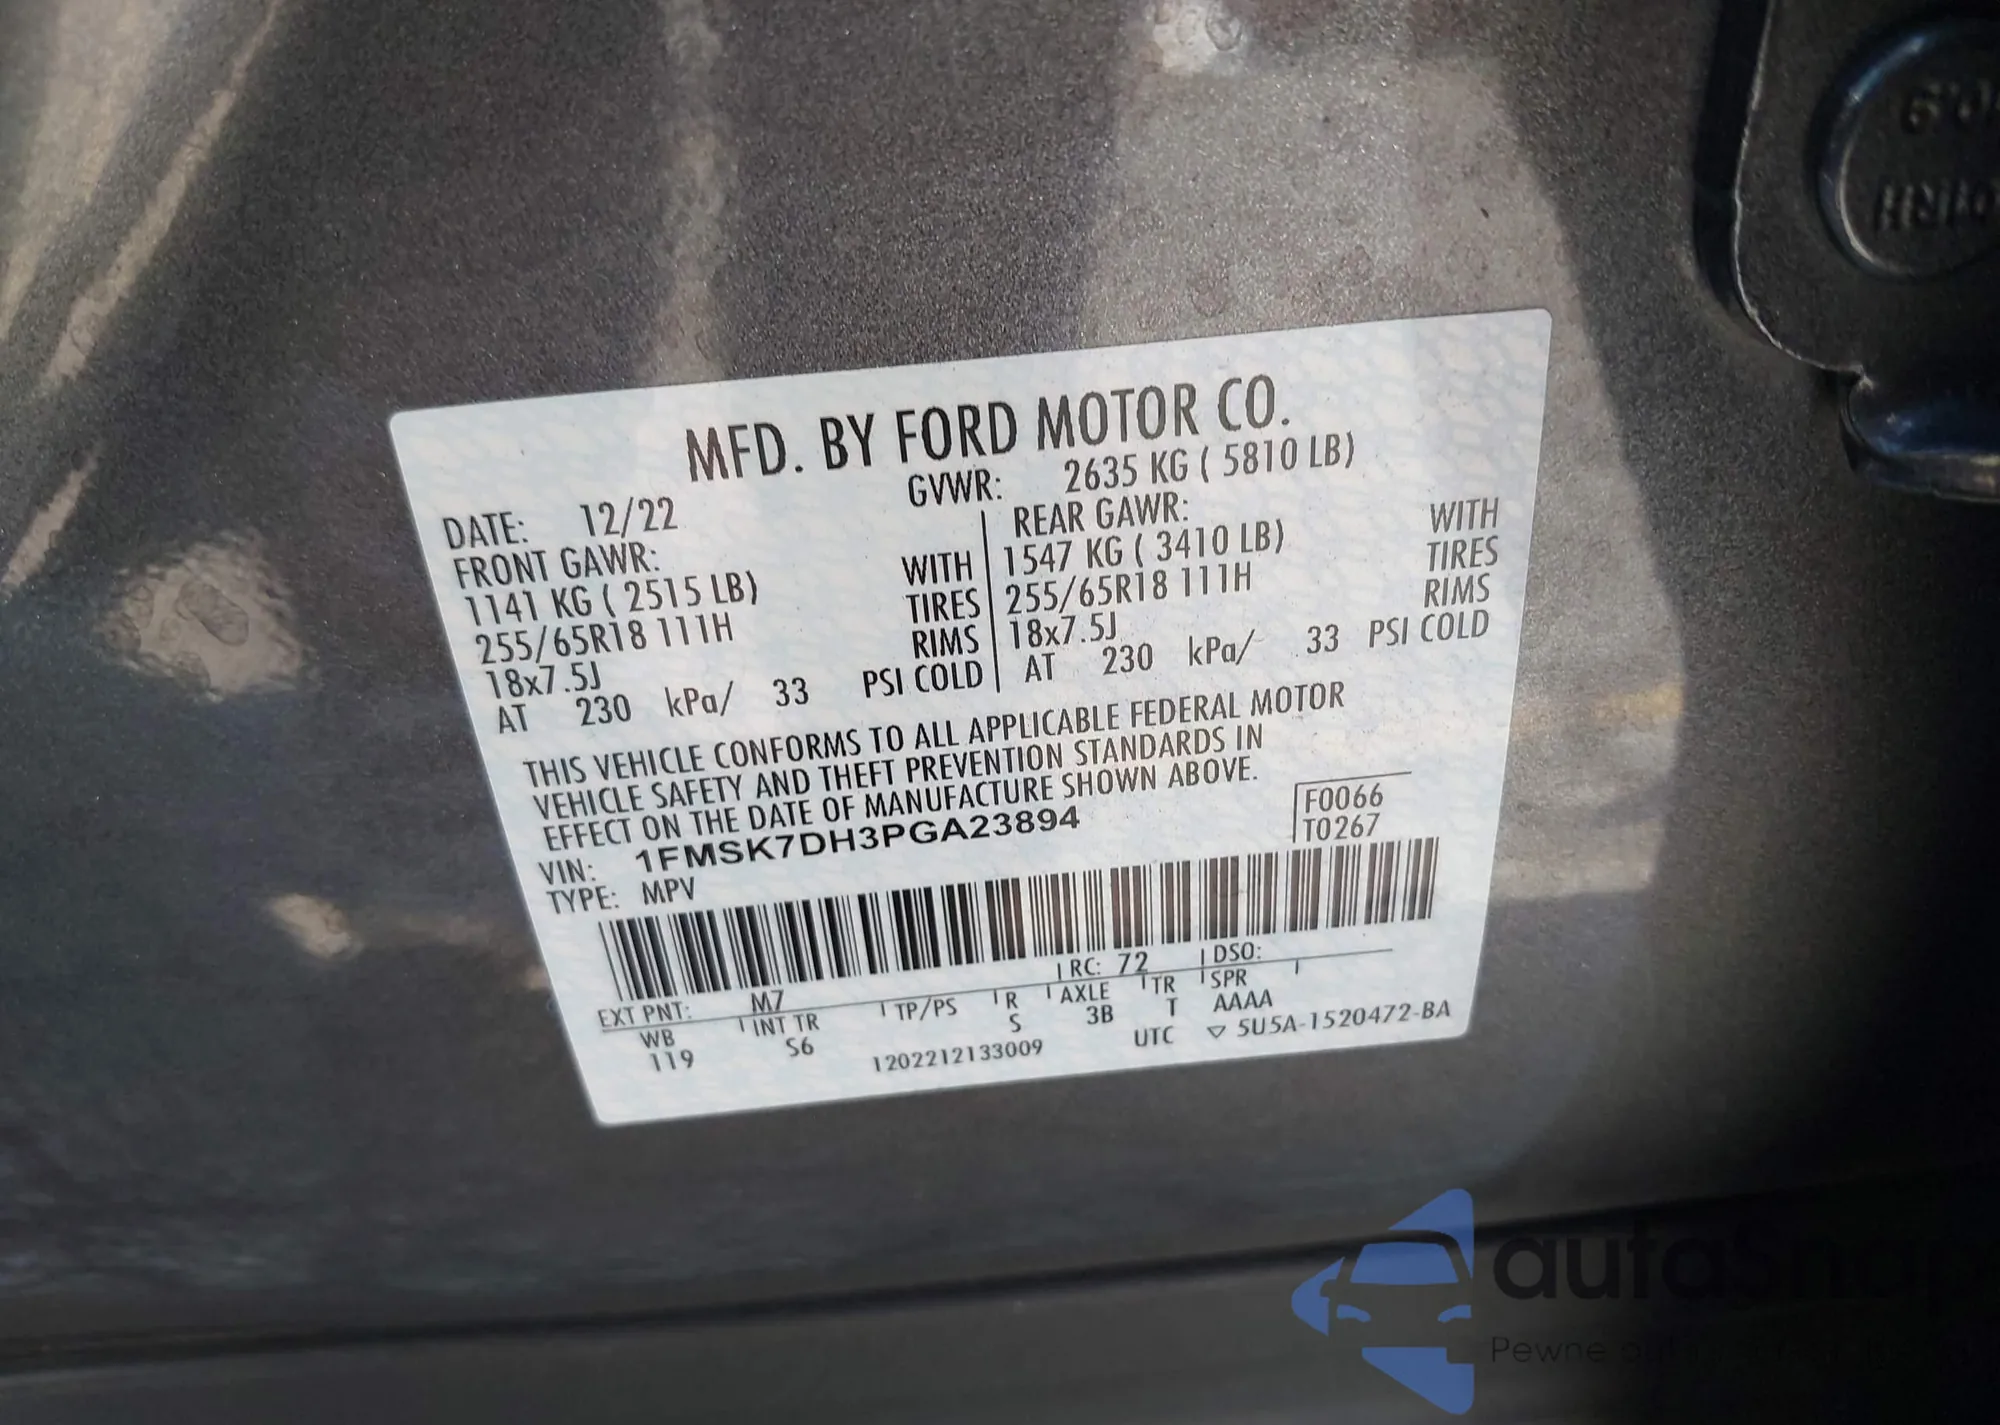 MFD. BY FORD MOTOR CO.
DATE: 12/22 GVWR: 2635 KG ( 5810 LB)
FRONT GAWR: REAR GAWR:
1141 KG ( 2515 LB) WITH 1547 KG ( 3410 LB) WITH
255/65R18 111H TIRES 255/65R18 111H TIRES
18x7.5J RIMS 18x7.5J RIMS
AT 230 kPa/ 33 PSI COLD AT 230 kPa/ 33 PSI COLD
THIS VEHICLE CONFORMS TO ALL APPLICABLE FEDERAL MOTOR
VEHICLE SAFETY AND THEFT PREVENTION STANDARDS IN
EFFECT ON THE DATE OF MANUFACTURE SHOWN ABOVE.
VIN: 1FMSK7DH3PGA23894 F0066
TYPE: MPV T0267
EXT PNT: M7 RC: 72 DSO:
WB INT TR TP/PS R AXLE TR SPR
119 S6 S 3B T AAAA
1202212133009 UTC ▽ 5U5A-1520472-BA
Pewne